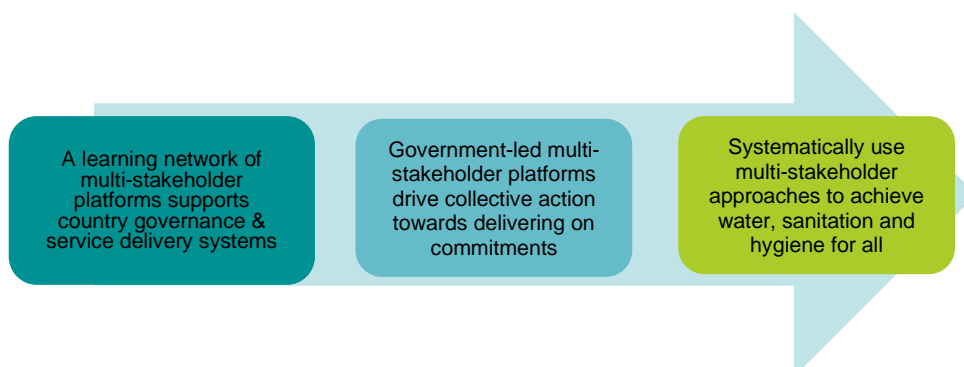 A learning network of
multi-stakeholder
platforms supports
country governance &
service delivery systems
Government-led multi-
stakeholder platforms
drive collective action
towards delivering on
commitments
Systematically use
multi-stakeholder
approaches to achieve
water, sanitation and
hygiene for all